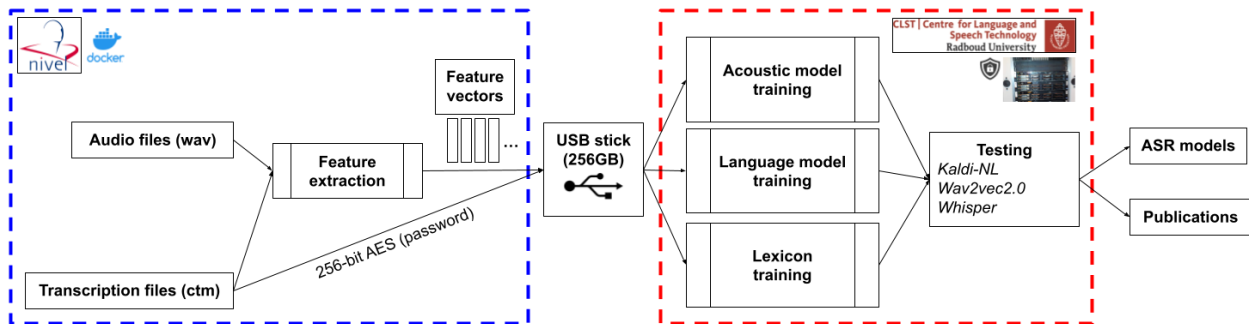 nivel
docker
Audio files (wav)
Transcription files (ctm)
Feature
extraction
Feature
vectors
...
256-bit AES (password)
USB stick
(256GB)
CLST | Centre for Language and
Speech Technology
Radboud University
Acoustic model
training
Language model
training
Lexicon
training
Testing
Kaldi-NL
Wav2vec2.0
Whisper
ASR models
Publications